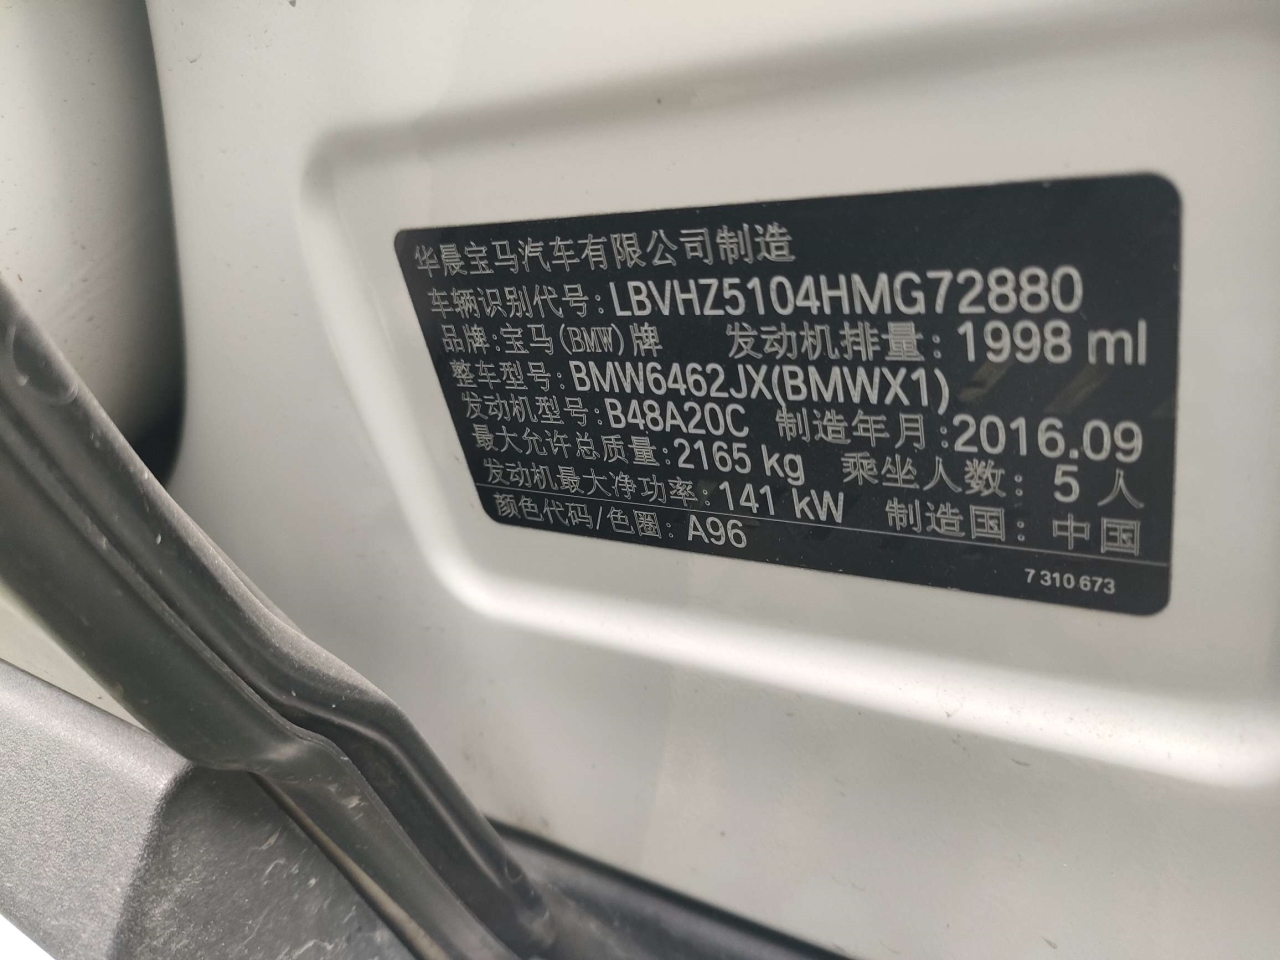 华晨宝马汽车有限公司制造
车辆识别代号:LBVHZ5104HMG72880
品牌:宝马(BMW)牌 发动机排量:1998 ml
整车型号:BMW6462JX(BMWX1)
发动机型号:B48A20C 制造年月:2016.09
最大允许总质量:2165 kg 乘坐人数: 5 人
发动机最大净功率:141 kW 制造国: 中国
颜色代码/色圈: A96
7 310 673